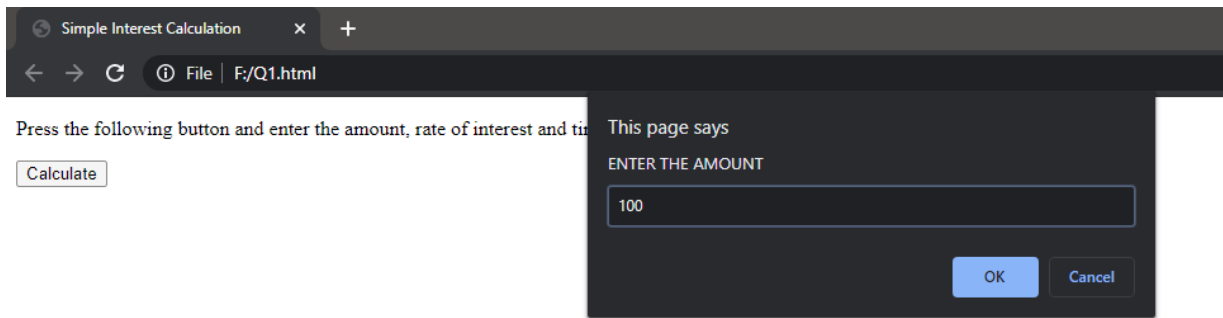 Simple Interest Calculation
File F:/Q1.html
Press the following button and enter the amount, rate of interest and
Calculate
This page says
ENTER THE AMOUNT
100
OK Cancel